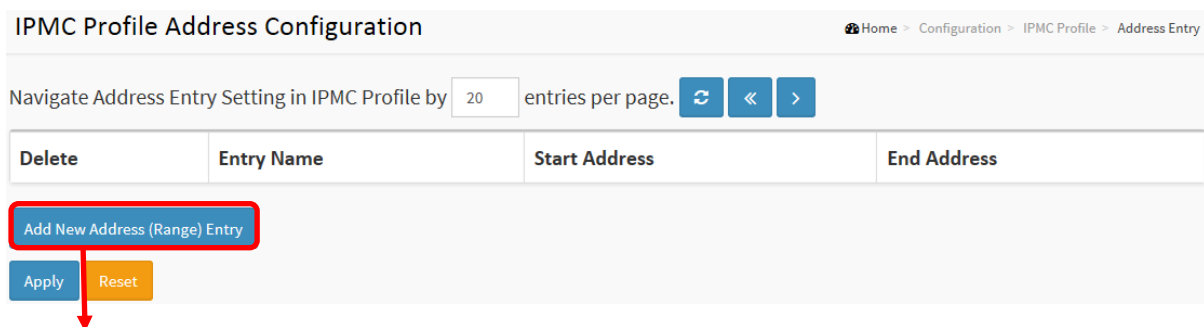 IPMC Profile Address Configuration
Home > Configuration > IPMC Profile > Address Entry
Navigate Address Entry Setting in IPMC Profile by 20 entries per page.
Delete Entry Name Start Address End Address
Add New Address (Range) Entry
Apply Reset